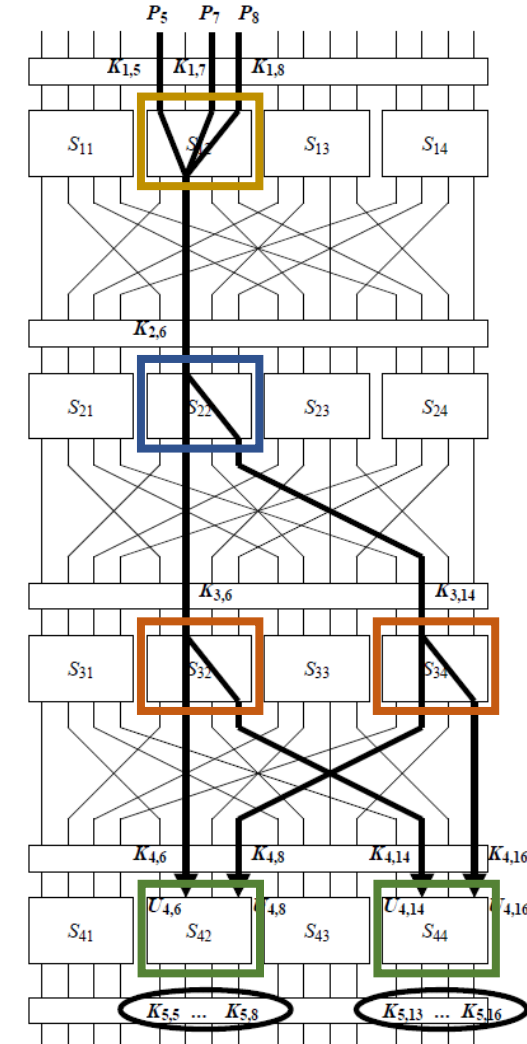 P5 P7 P8
K1,5 K1,7 K1,8
S11 S12 S13 S14
K2,6
S21 S22 S23 S24
K3,6 K3,14
S31 S32 S33 S34
K4,6 K4,8 K4,14 K4,16
U4,6 U4,8 U4,14 U4,16
S41 S42 S43 S44
K5,5 ... K5,8 K5,13 ... K5,16